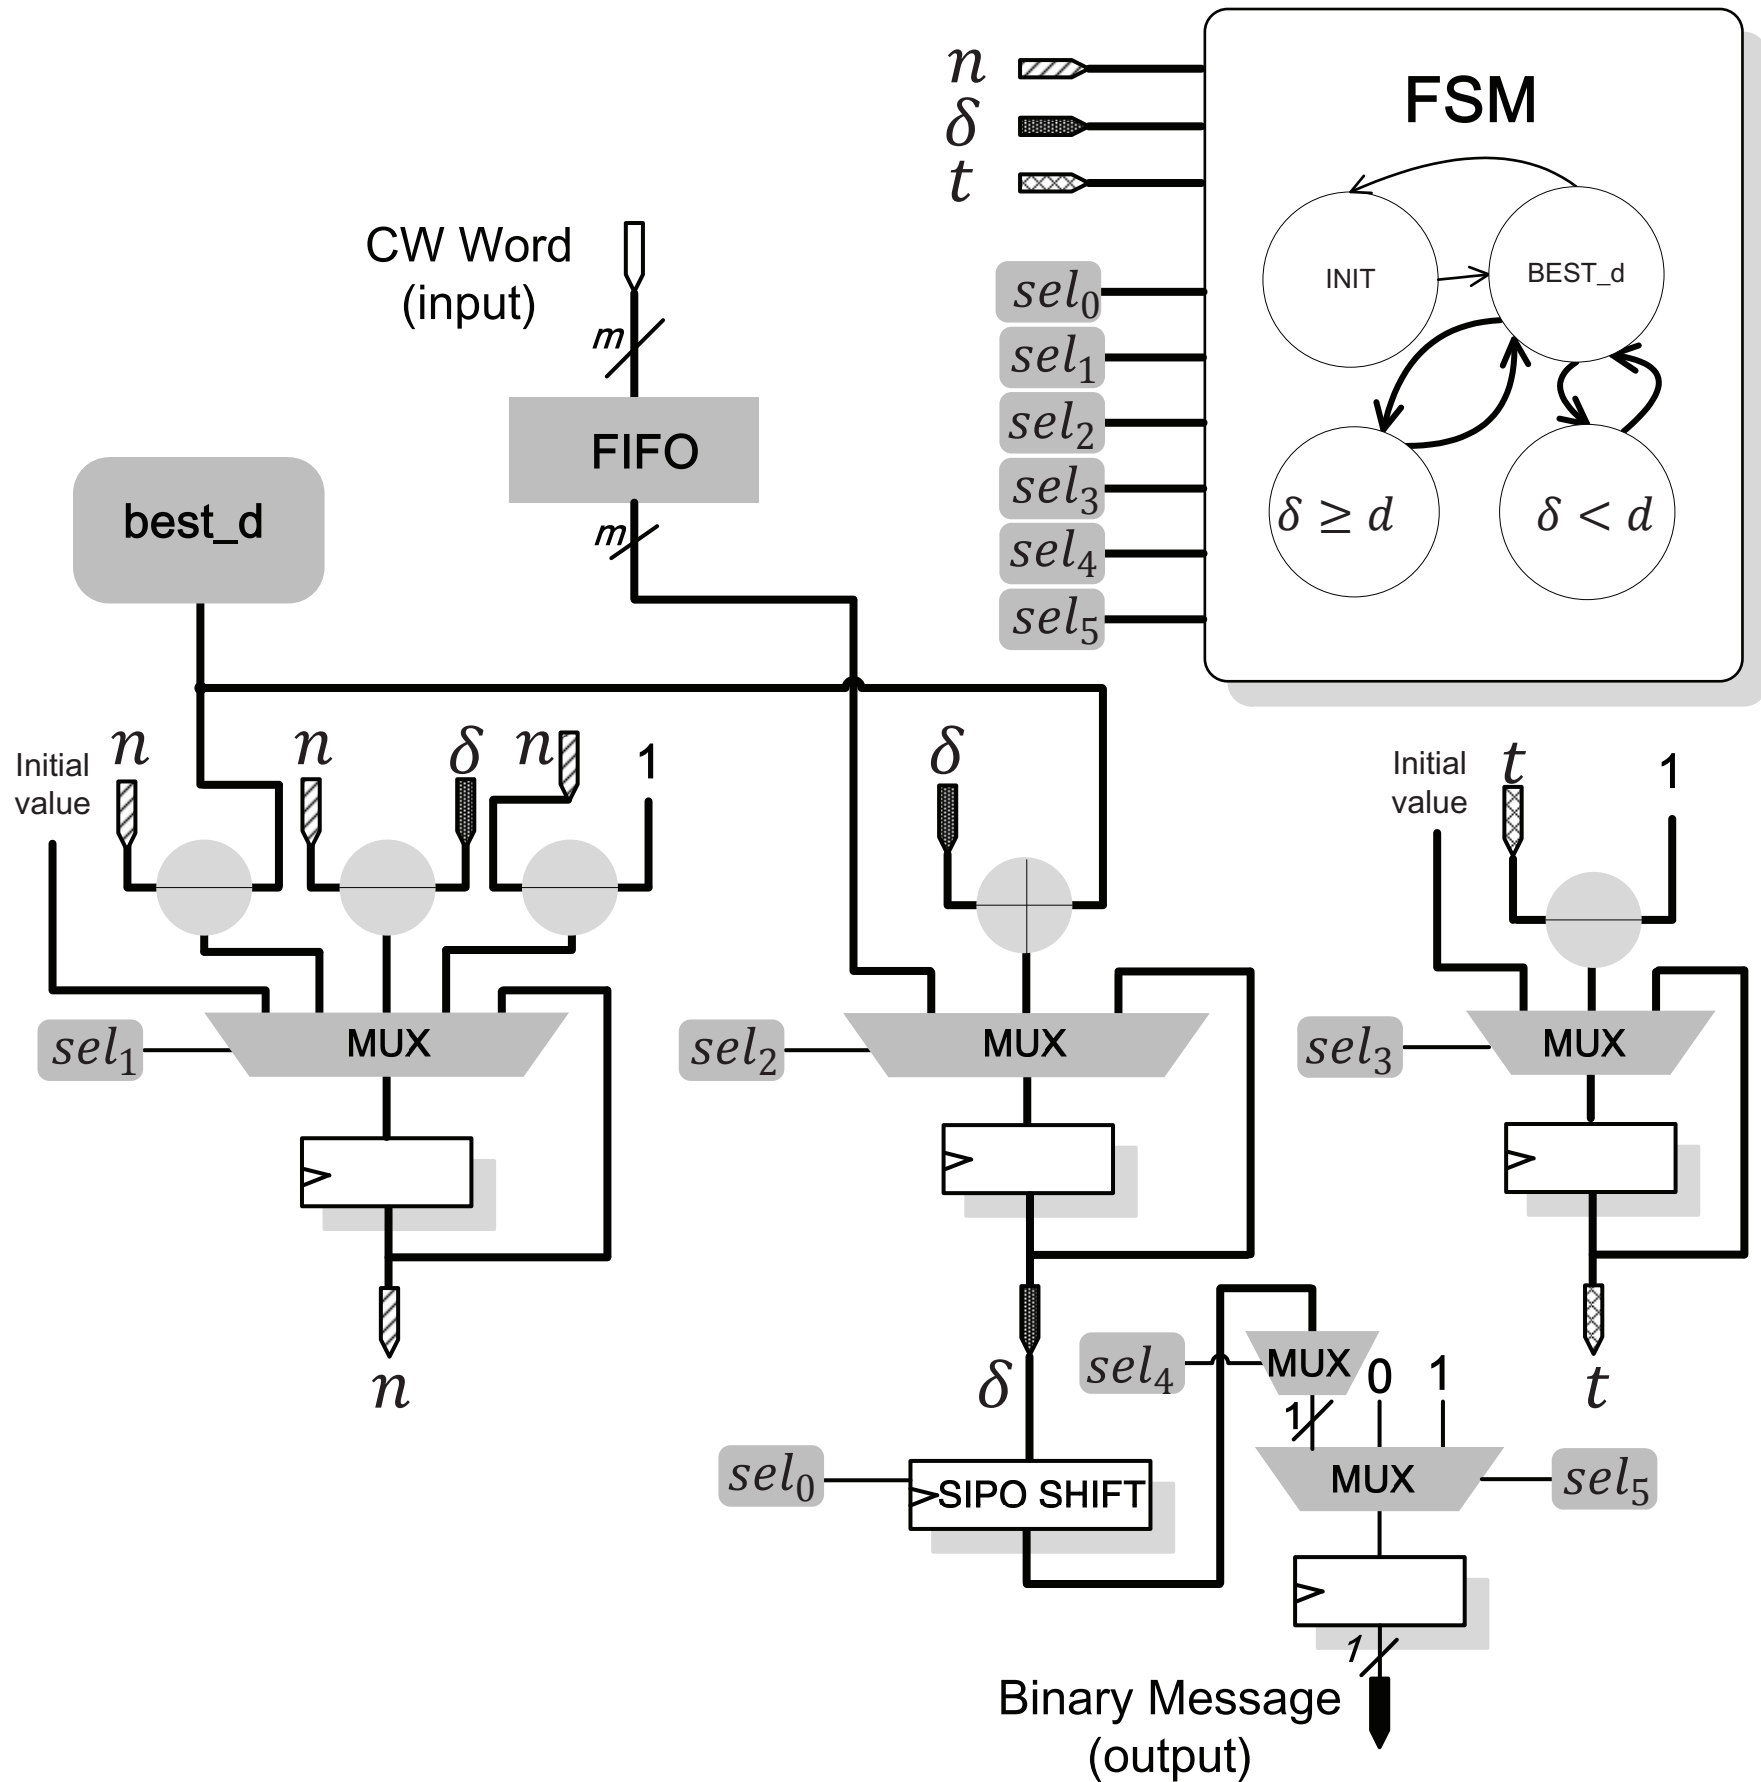 n
δ
t
FSM
INIT
BEST_d
δ ≥ d
δ < d
sel0
sel1
sel2
sel3
sel4
sel5
CW Word
(input)
m
FIFO
m
best_d
Initial
value
n
n
δ
n
1
δ
Initial
value
t
1
sel1
MUX
sel2
MUX
sel3
MUX
n
δ
t
sel4
MUX
0
1
1
sel0
SIPO SHIFT
MUX
sel5
1
Binary Message
(output)